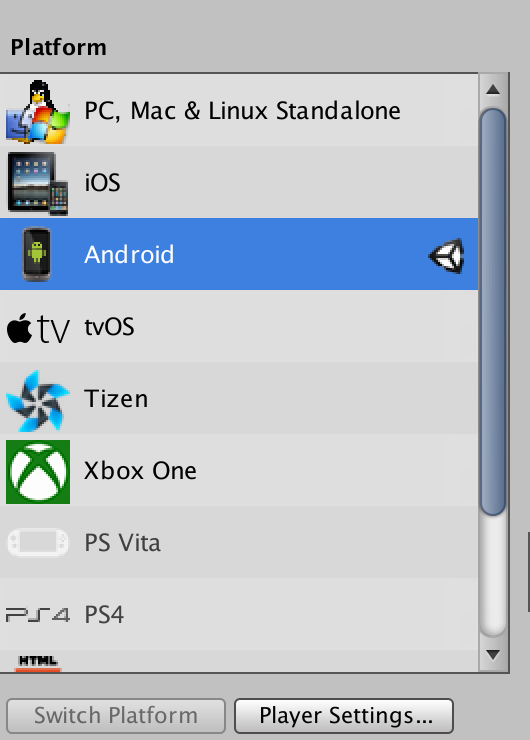 Platform
PC, Mac & Linux Standalone
iOS
Android
tv tvOS
Tizen
Xbox One
PS Vita
PS4 PS4
HTML
Switch Platform
Player Settings...